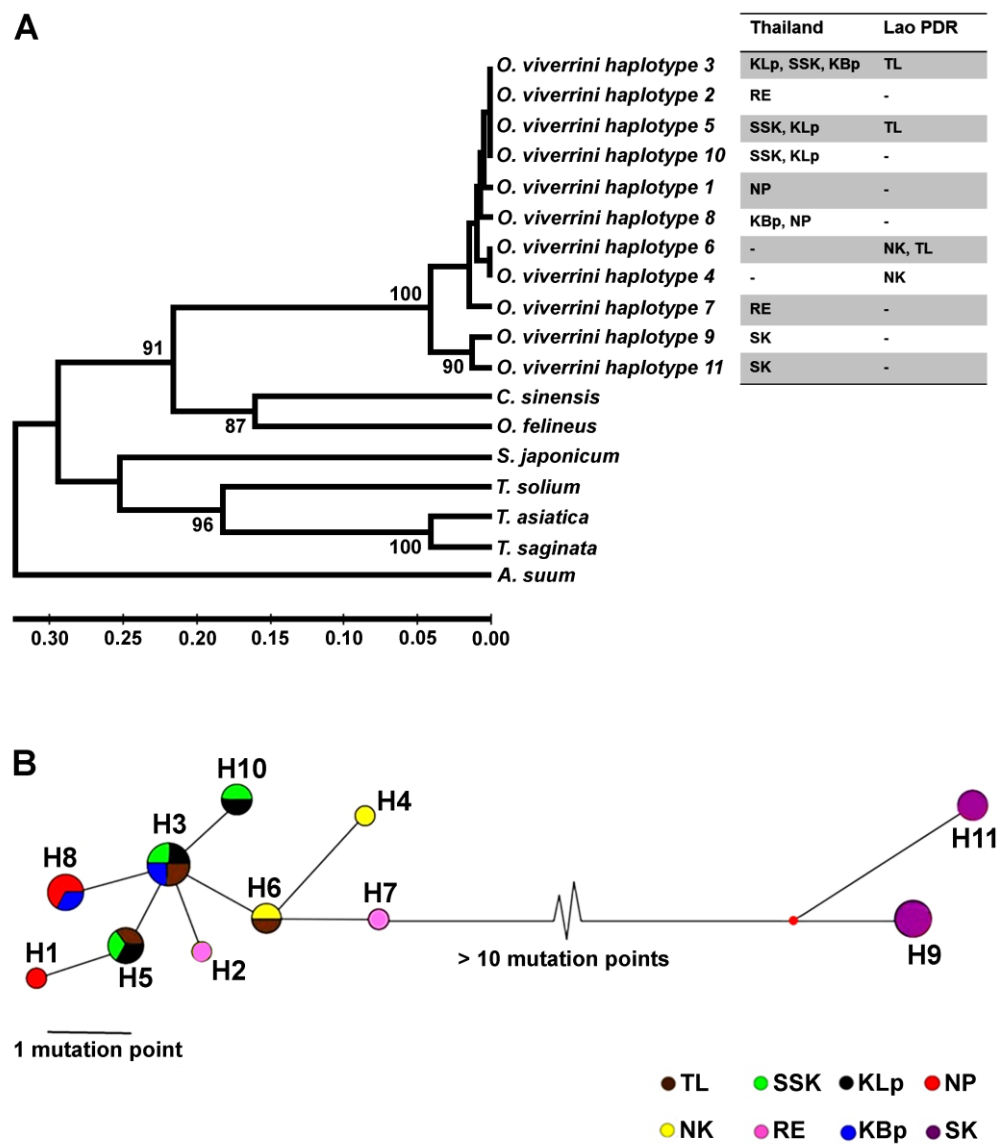 A
Thailand Lao PDR
O. viverrini haplotype 3 KLp, SSK, KBp TL
O. viverrini haplotype 2 RE -
O. viverrini haplotype 5 SSK, KLp TL
O. viverrini haplotype 10 SSK, KLp -
O. viverrini haplotype 1 NP -
O. viverrini haplotype 8 KBp, NP -
O. viverrini haplotype 6 - NK, TL
O. viverrini haplotype 4 - NK
100
O. viverrini haplotype 7 RE -
O. viverrini haplotype 9 SK -
91
90
O. viverrini haplotype 11 SK -
C. sinensis
87
O. felineus
S. japonicum
T. solium
96
T. asiatica
100
T. saginata
A. suum
0.30 0.25 0.20 0.15 0.10 0.05 0.00
B
H10
H4
H3
H11
H8
H6
H7
H1
H5
H2
H9
> 10 mutation points
1 mutation point
TL SSK KLp NP
NK RE KBp SK